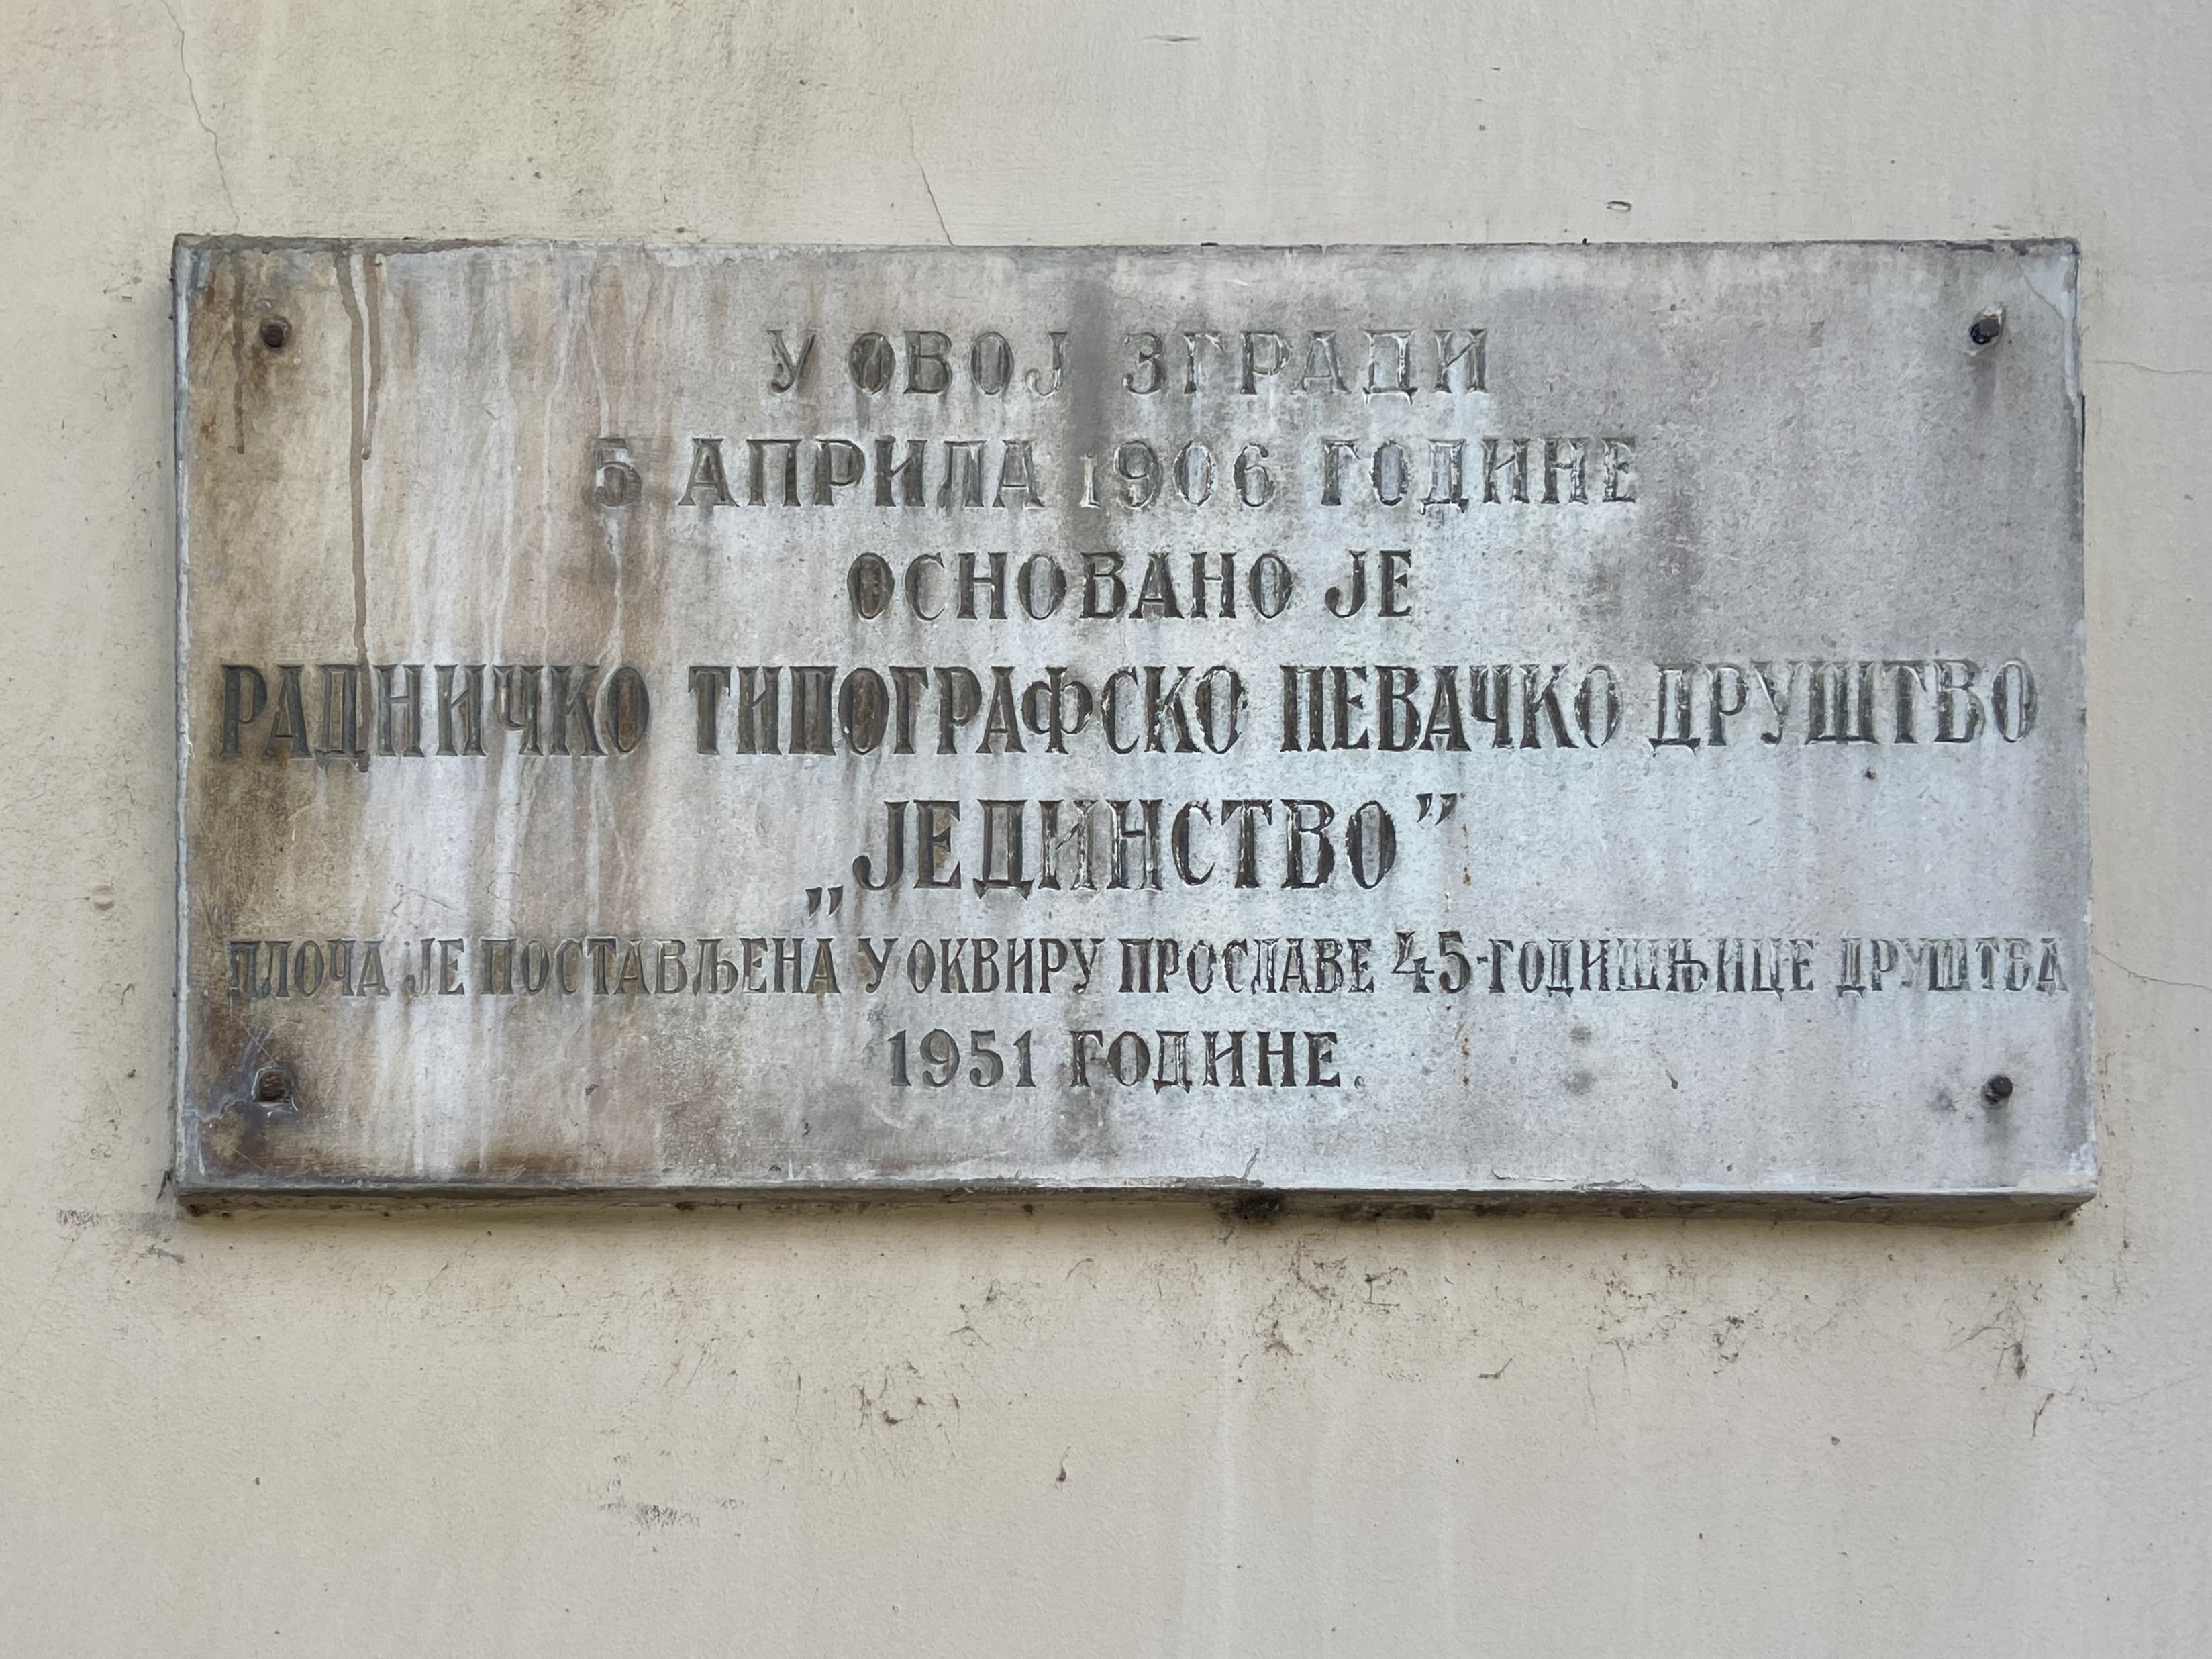 У ОВОЈ ЗГРАДИ
5 АПРИЛА 1906 ГОДИНЕ
ОСНОВАНО ЈЕ
РАДНИЧКО ТИПОГРАФСКО ПЕВАЧКО ДРУШТВО
„ЈЕДИНСТВО”
ПЛОЧА ЈЕ ПОСТАВЉЕНА У ОКВИРУ ПРОСЛАВЕ 45-ГОДИШЊИЦЕ ДРУШТВА
1951 ГОДИНЕ.